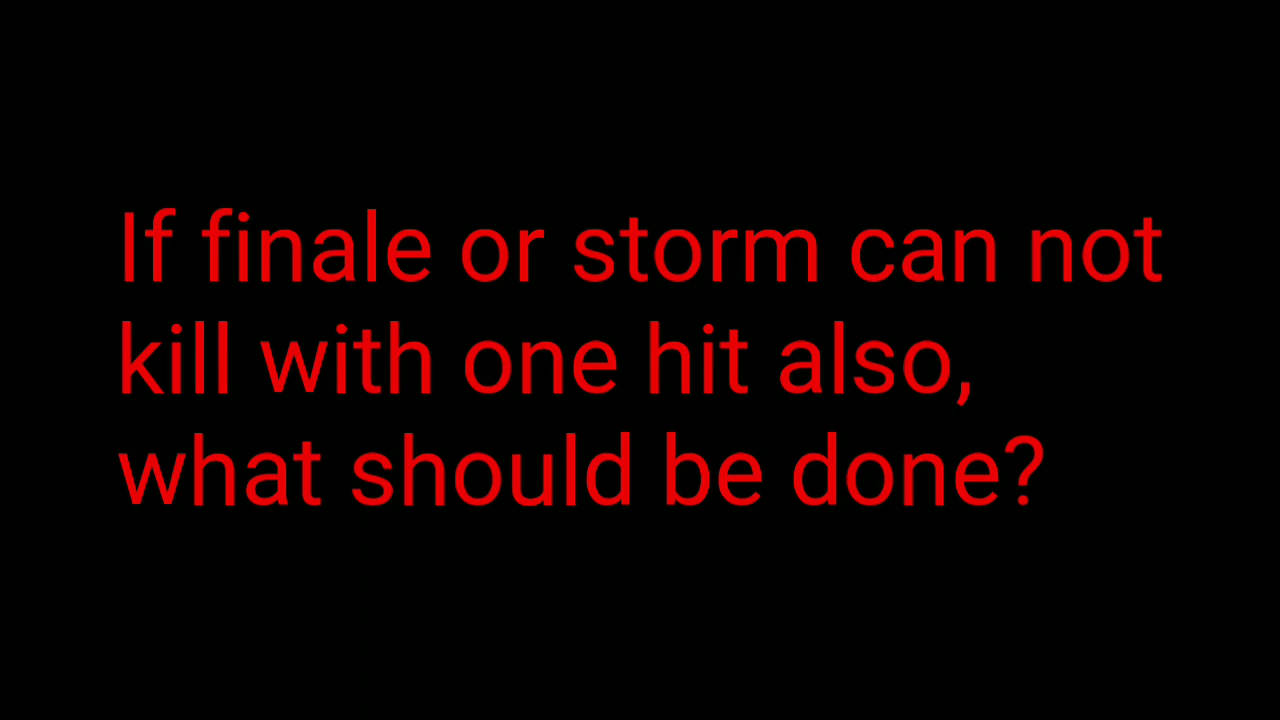 If finale or storm can not
kill with one hit also,
what should be done?